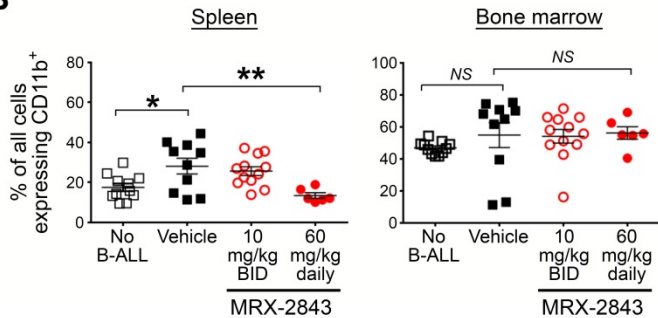 Spleen
Bone marrow
% of all cells
expressing CD11b+
80
60
40
20
0
*
**
No
B-ALL
Vehicle
10
mg/kg
BID
60
mg/kg
daily
MRX-2843
100
80
60
40
20
0
NS
NS
No
B-ALL
Vehicle
10
mg/kg
BID
60
mg/kg
daily
MRX-2843